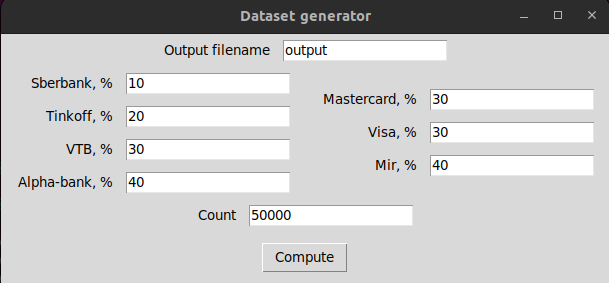 Dataset generator
Output filename output
Sberbank, % 10
Tinkoff, % 20
VTB, % 30
Alpha-bank, % 40
Mastercard, % 30
Visa, % 30
Mir, % 40
Count 50000
Compute